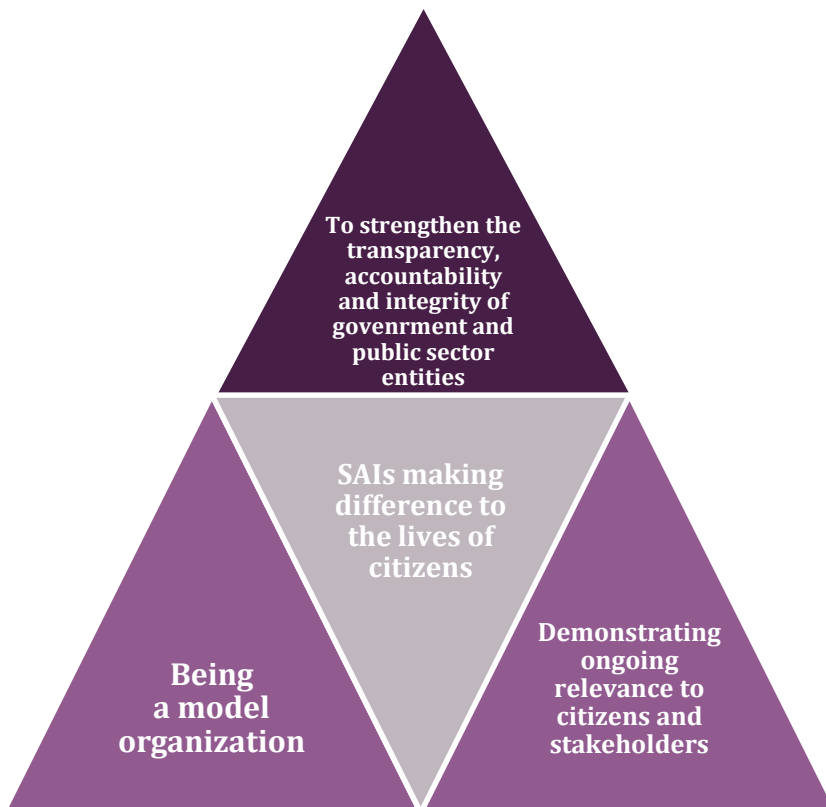 To strengthen the
transparency,
accountability
and integrity of
govenrment and
public sector
entities
SAIs making
difference to
the lives of
citizens
Being
a model
organization
Demonstrating
ongoing
relevance to
citizens and
stakeholders